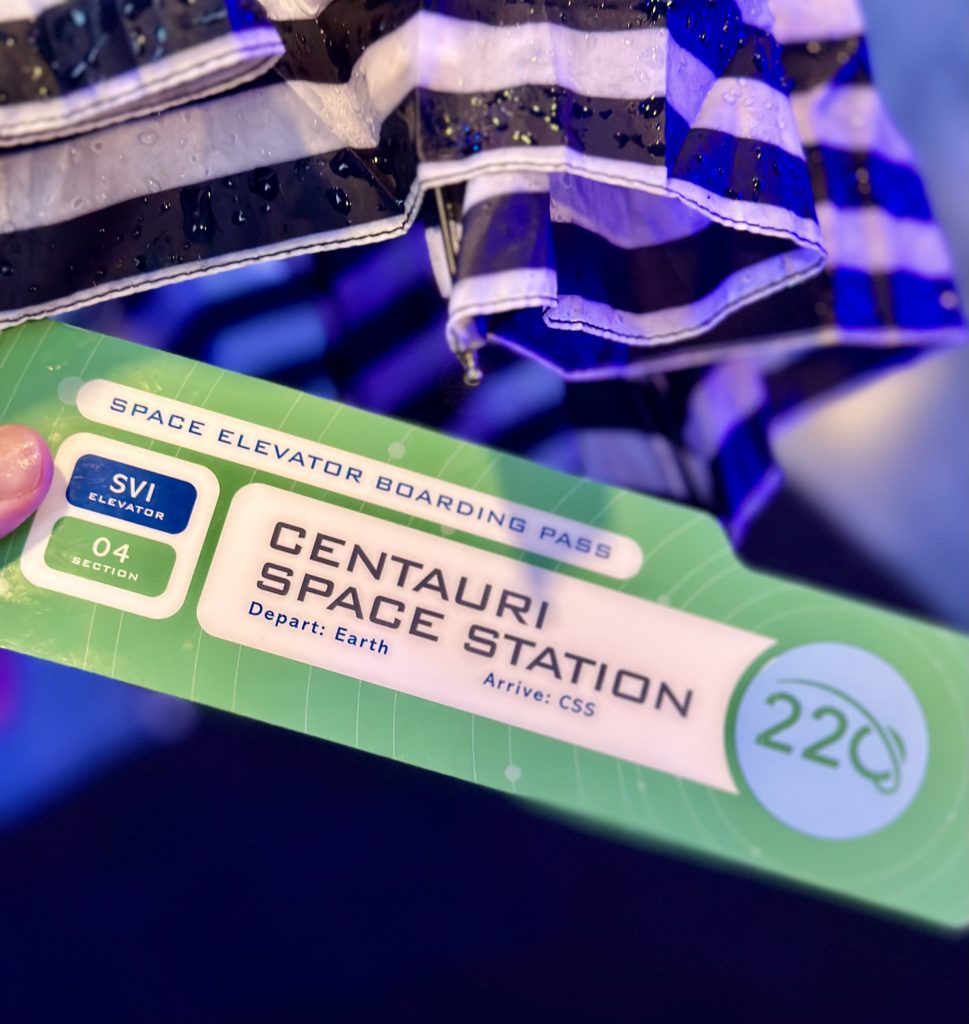 SPACE ELEVATOR BOARDING PASS
SVI
ELEVATOR
04
SECTION
CENTAURI
SPACE STATION
Depart: Earth
Arrive: CSS
220